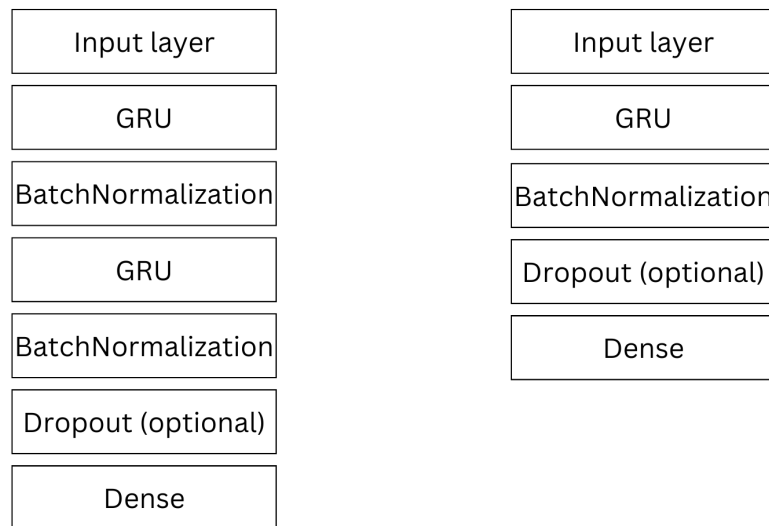 Input layer
GRU
BatchNormalization
GRU
BatchNormalization
Dropout (optional)
Dense
Input layer
GRU
BatchNormalization
Dropout (optional)
Dense